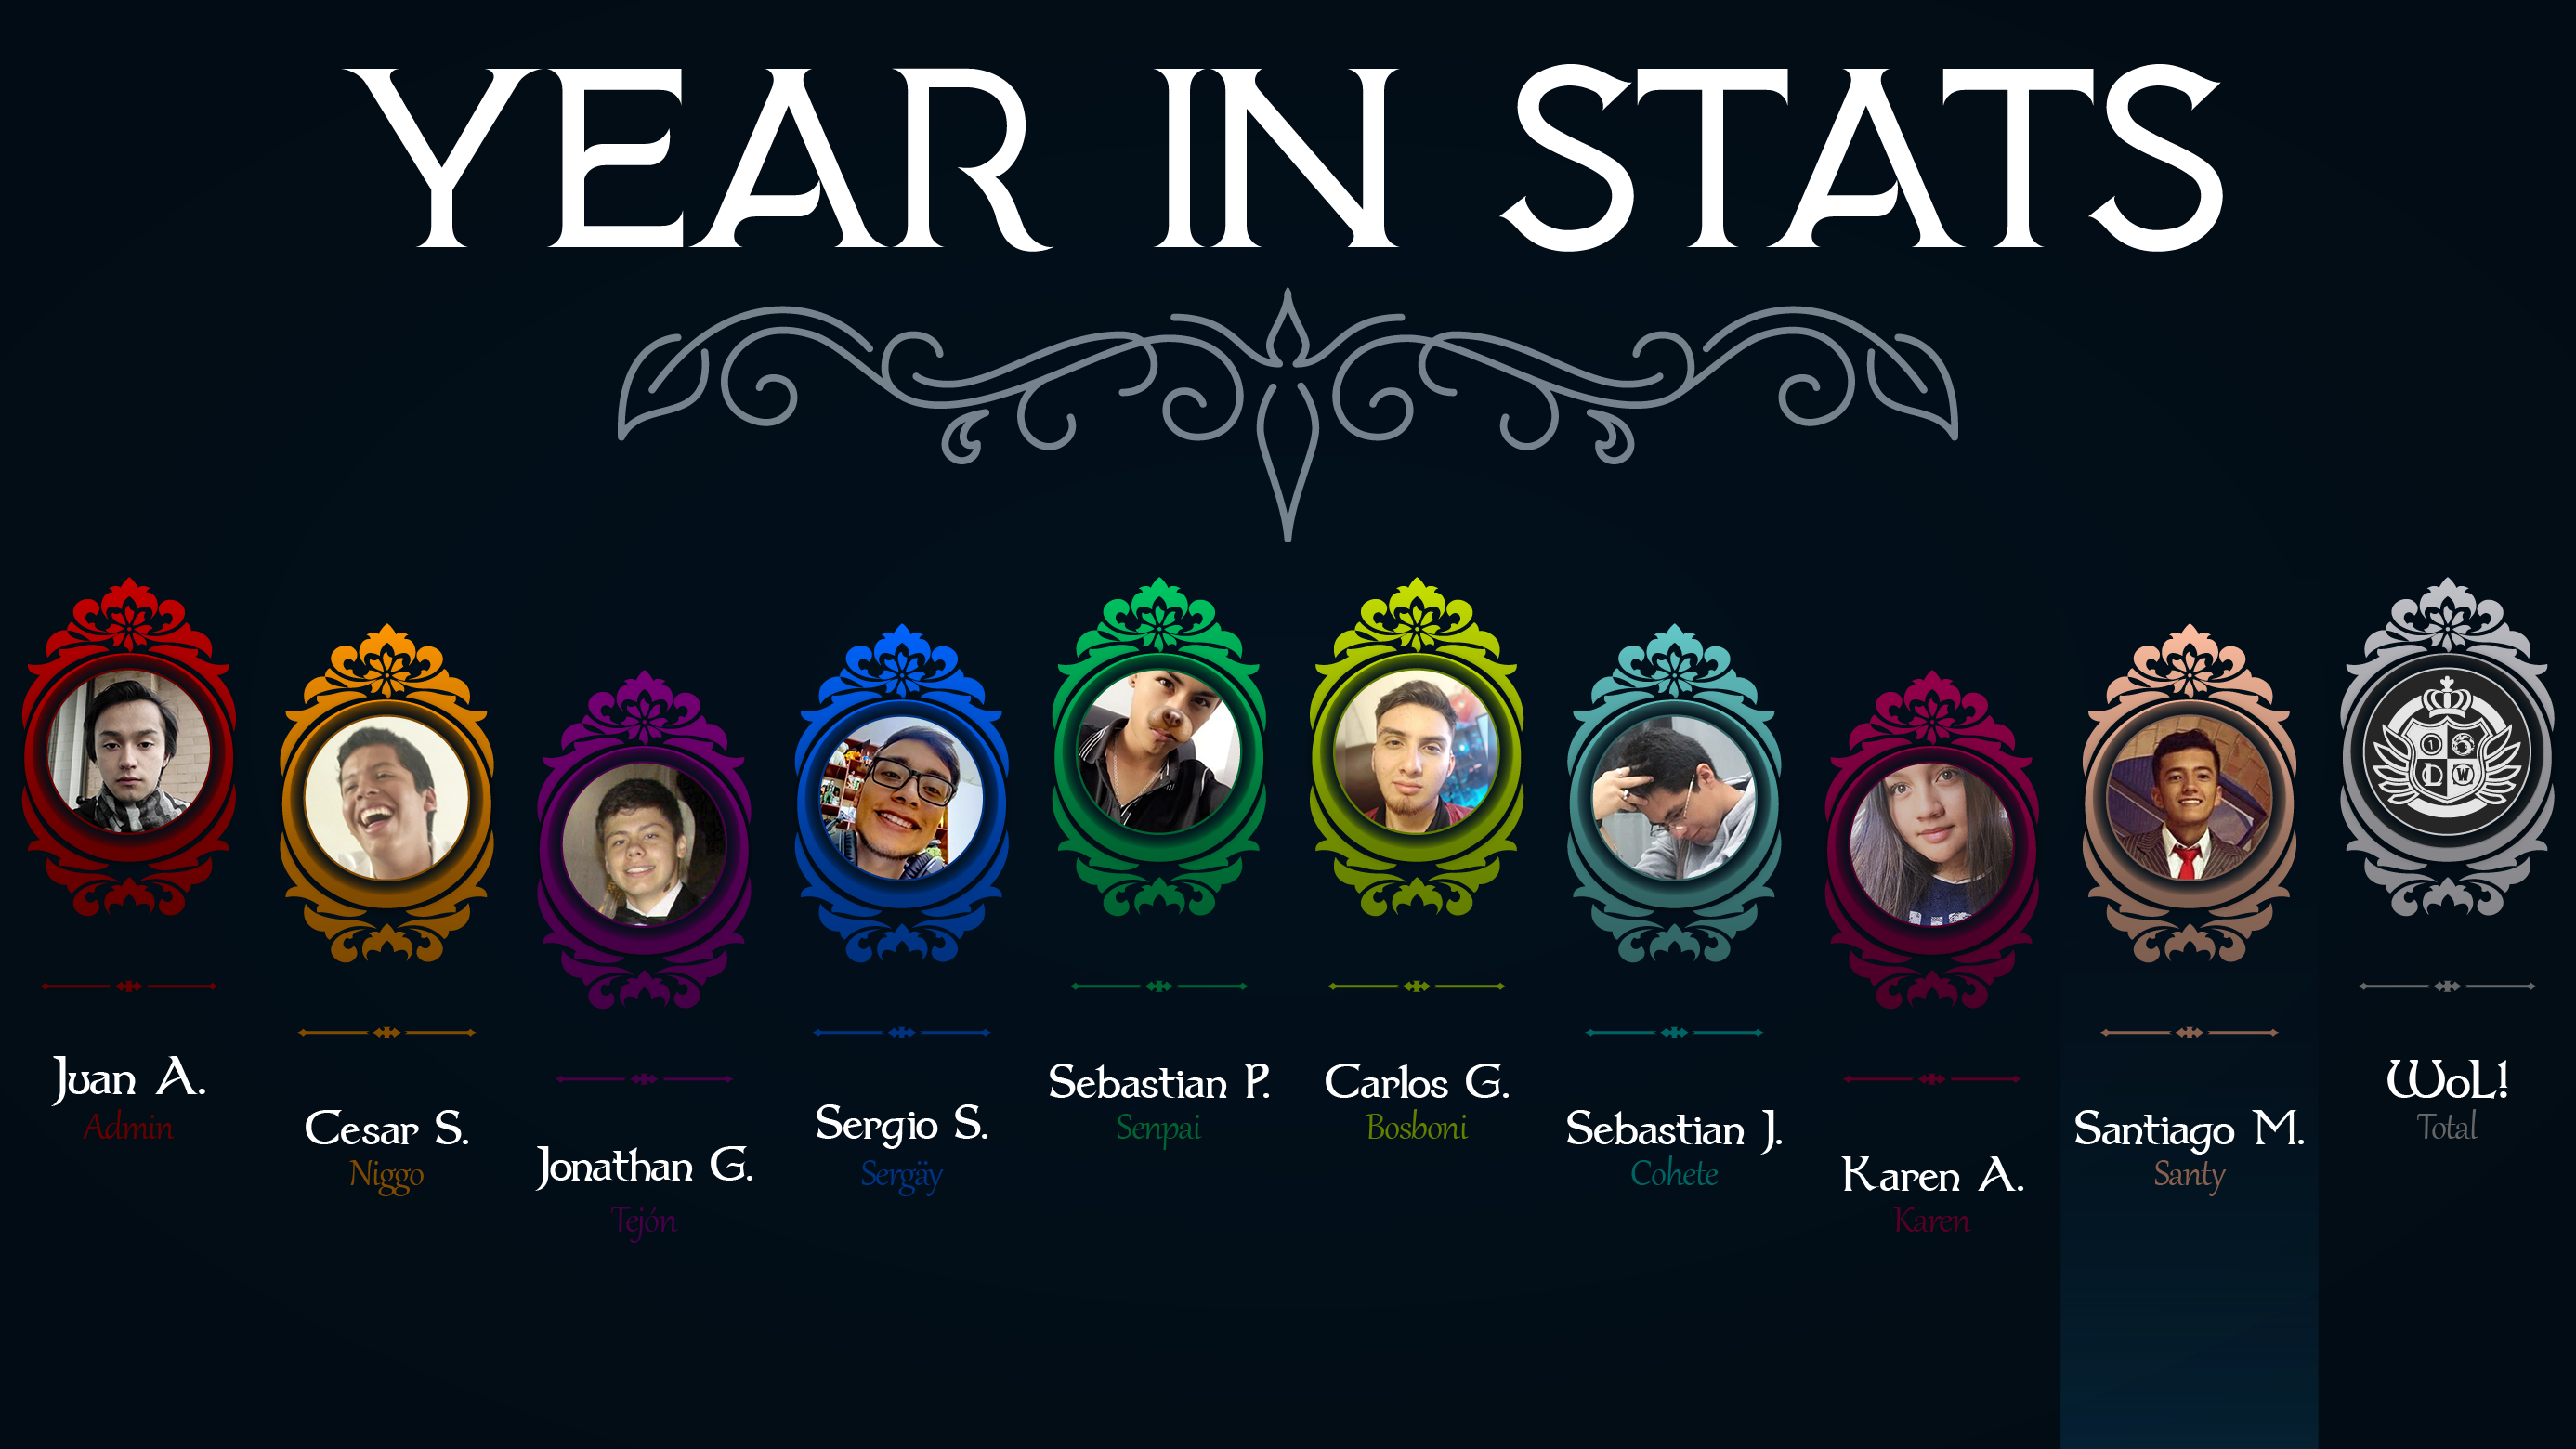 YEAR IN STATS
Juan A.
Admin
Cesar S.
Niggo
Jonathan G.
Tejón
Sergio S.
Sergäy
Sebastian P.
Senpai
Carlos G.
Bosboni
Sebastian J.
Cohete
Karen A.
Karen
Santiago M.
Santy
1
L W
WoL!
Total